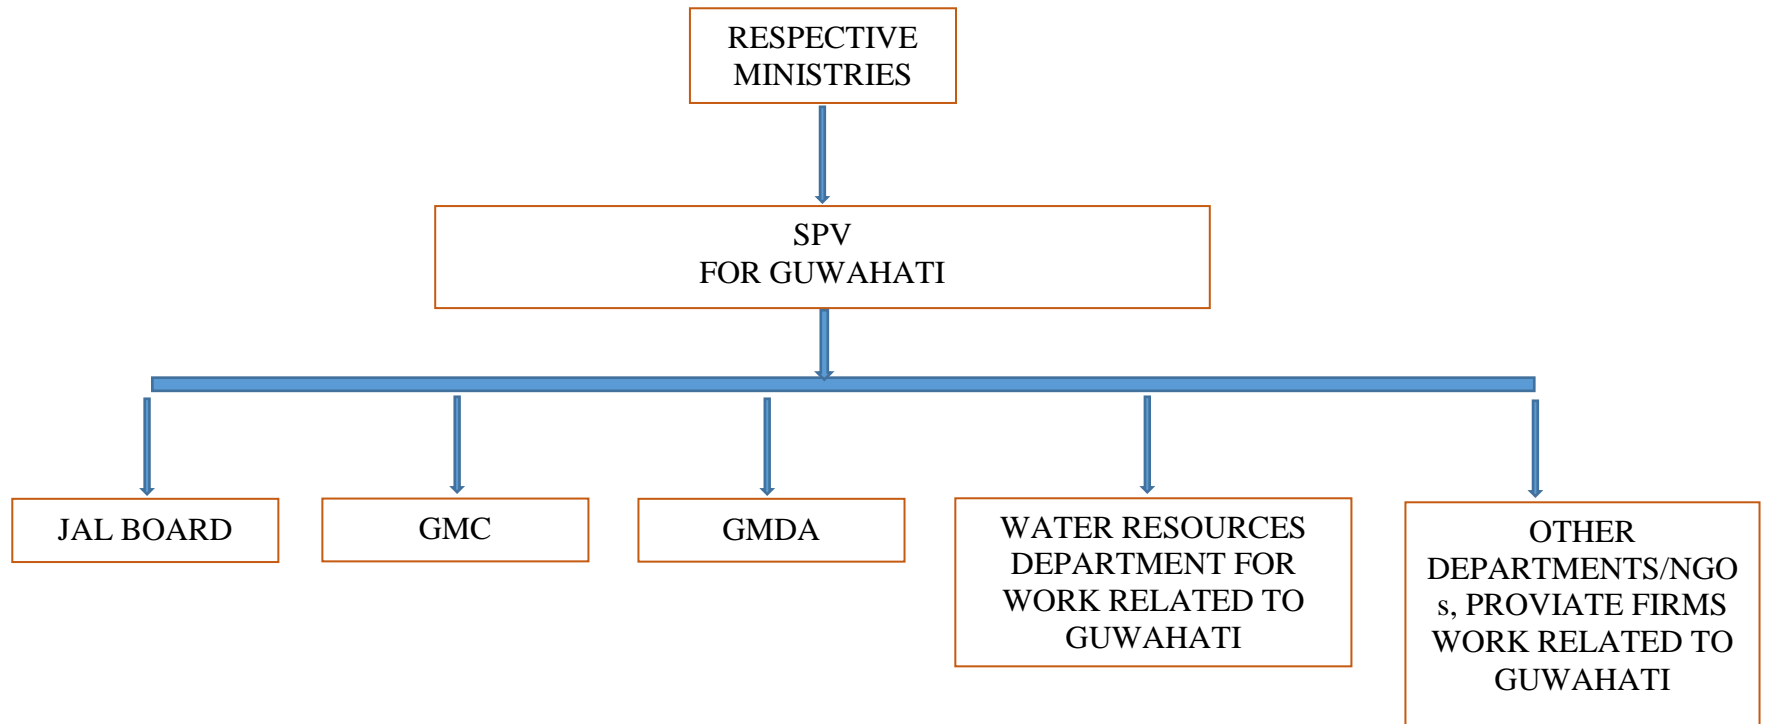 RESPECTIVE
MINISTRIES
SPV
FOR GUWAHATI
JAL BOARD
GMC
GMDA
WATER RESOURCES
DEPARTMENT FOR
WORK RELATED TO
GUWAHATI
OTHER
DEPARTMENTS/NGO
s, PROVIATE FIRMS
WORK RELATED TO
GUWAHATI